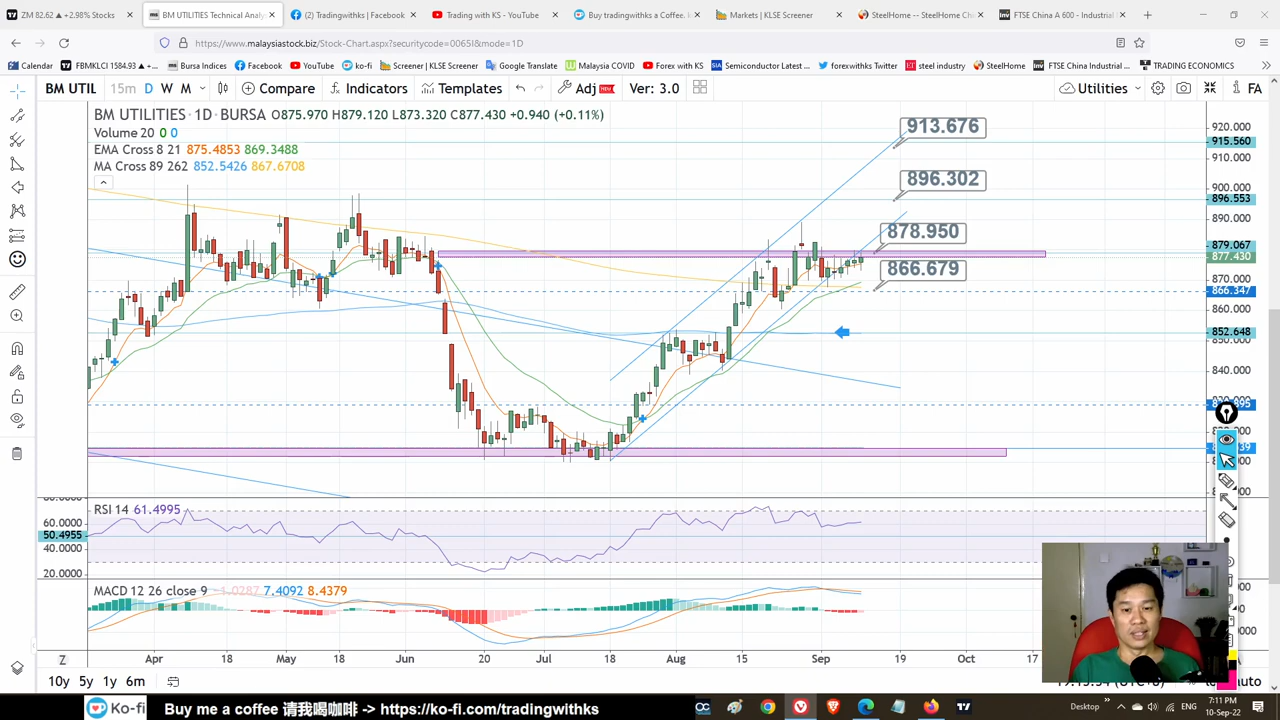 ZM 82.62 ▲ +2.98% Stocks
BM UTILITIES Technical Analy
(2) Tradingwithks | Facebook
Trading with KS - YouTube
Buy tradingwithks a Coffee.
Markets | KLSE Screener
SteelHome -- SteelHome Ch
FTSE China A 600 - Industrial
https://www.malaysiastock.biz/Stock-Chart.aspx?securitycode=0065I&mode=1D
Calendar
FBMKLCI 1584.93 ▲ +...
Bursa Indices
Facebook
YouTube
ko-fi
Screener | KLSE Screener
Google Translate
Malaysia COVID
Forex with KS
Semiconductor Latest ...
forexwithks Twitter
steel industry
SteelHome
FTSE China Industrial...
TRADING ECONOMICS
BM UTIL
15m
D
W
M
Compare
Indicators
Templates
Adj
NEW
Ver: 3.0
Utilities
FA
BM UTILITIES · 1D · BURSA O875.970 H879.120 L873.320 C877.430 +0.940 (+0.11%)
Volume 20 0 0
EMA Cross 8 21 875.4853 869.3488
MA Cross 89 262 852.5426 867.6708
913.676
896.302
878.950
866.679
920.000
915.560
910.000
900.000
896.553
890.000
879.067
877.430
870.000
866.347
860.000
852.648
840.000
RSI 14 61.4995
60.0000
50.4955
40.0000
20.0000
MACD 12 26 close 9 -1.0287 7.4092 8.4379
Z
Apr
18
May
18
Jun
20
Jul
18
Aug
15
Sep
19
Oct
17
10y
5y
1y
6m
auto
Ko-fi
Buy me a coffee 请我喝咖啡 -> https://ko-fi.com/tradingwithks
Desktop
7:11 PM
10-Sep-22